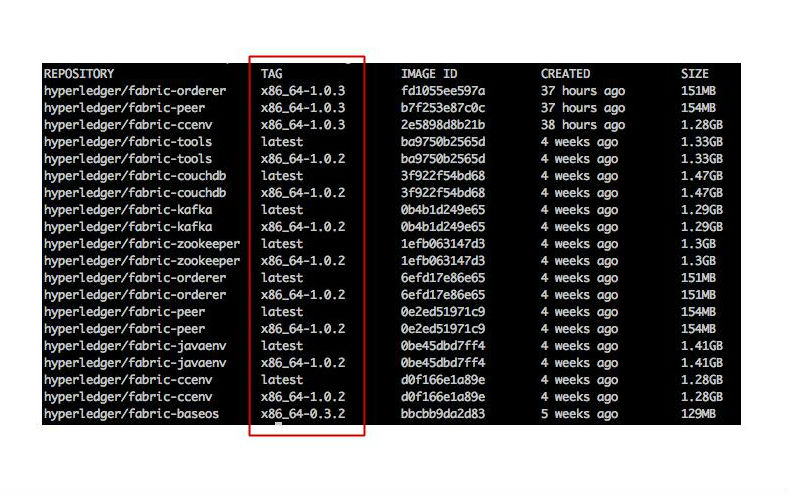 REPOSITORY TAG IMAGE ID CREATED SIZE
hyperledger/fabric-orderer x86_64-1.0.3 fd1055ee597a 37 hours ago 151MB
hyperledger/fabric-peer x86_64-1.0.3 b7f253e87c0c 37 hours ago 154MB
hyperledger/fabric-ccenv x86_64-1.0.3 2e5898d8b21b 38 hours ago 1.28GB
hyperledger/fabric-tools latest ba9750b2565d 4 weeks ago 1.33GB
hyperledger/fabric-tools x86_64-1.0.2 ba9750b2565d 4 weeks ago 1.33GB
hyperledger/fabric-couchdb latest 3f922f54bd68 4 weeks ago 1.47GB
hyperledger/fabric-couchdb x86_64-1.0.2 3f922f54bd68 4 weeks ago 1.47GB
hyperledger/fabric-kafka latest 0b4b1d249e65 4 weeks ago 1.29GB
hyperledger/fabric-kafka x86_64-1.0.2 0b4b1d249e65 4 weeks ago 1.29GB
hyperledger/fabric-zookeeper latest 1efb063147d3 4 weeks ago 1.3GB
hyperledger/fabric-zookeeper x86_64-1.0.2 1efb063147d3 4 weeks ago 1.3GB
hyperledger/fabric-orderer latest 6efd17e86e65 4 weeks ago 151MB
hyperledger/fabric-orderer x86_64-1.0.2 6efd17e86e65 4 weeks ago 151MB
hyperledger/fabric-peer latest 0e2ed51971c9 4 weeks ago 154MB
hyperledger/fabric-peer x86_64-1.0.2 0e2ed51971c9 4 weeks ago 154MB
hyperledger/fabric-javaenv latest 0be45dbd7ff4 4 weeks ago 1.41GB
hyperledger/fabric-javaenv x86_64-1.0.2 0be45dbd7ff4 4 weeks ago 1.41GB
hyperledger/fabric-ccenv latest d0f166e1a89e 4 weeks ago 1.28GB
hyperledger/fabric-ccenv x86_64-1.0.2 d0f166e1a89e 4 weeks ago 1.28GB
hyperledger/fabric-baseos x86_64-0.3.2 bbcbb9da2d83 5 weeks ago 129MB